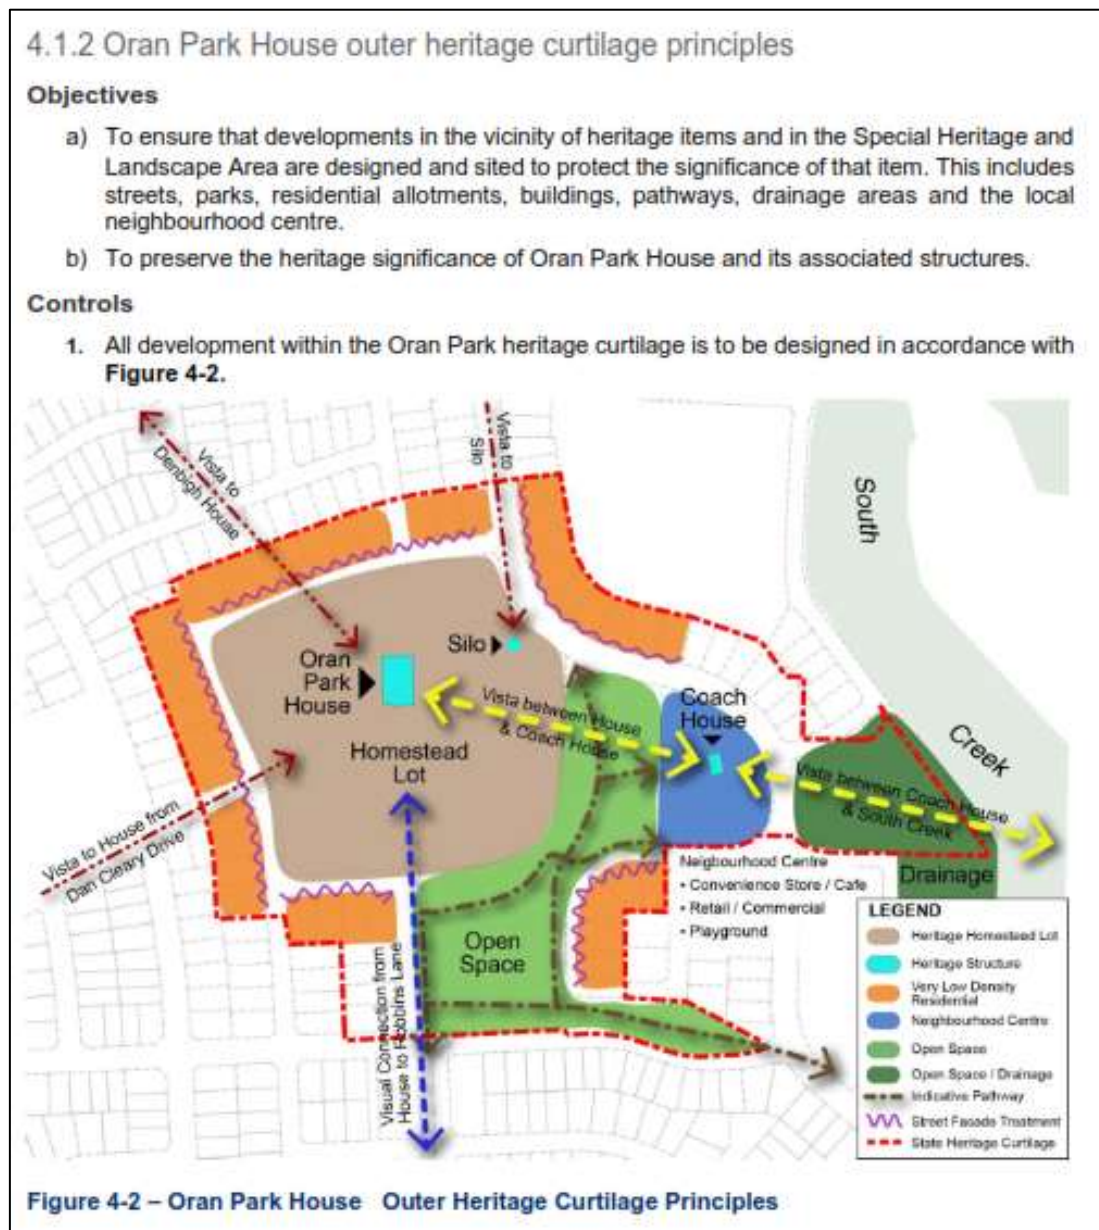 4.1.2 Oran Park House outer heritage curtilage principles
Objectives
a) To ensure that developments in the vicinity of heritage items and in the Special Heritage and
Landscape Area are designed and sited to protect the significance of that item. This includes
streets, parks, residential allotments, buildings, pathways, drainage areas and the local
neighbourhood centre.
b) To preserve the heritage significance of Oran Park House and its associated structures.
Controls
1. All development within the Oran Park heritage curtilage is to be designed in accordance with
Figure 4-2.
Vista to
Denbigh House
Vista to
Silo
South
Creek
Oran
Park
House
Silo
Vista between House
& Coach House
Coach
House
Homestead
Lot
Vista between Coach House
& South Creek
Vista to House from
Dan Cleary Drive
Drainage
Neigbourhood Centre
• Convenience Store / Cafe
• Retail / Commercial
• Playground
Open
Space
Visual Connection from
House to Robbins Lane
LEGEND
Heritage Homestead Lot
Heritage Structure
Very Low Density
Residential
Neighbourhood Centre
Open Space
Open Space / Drainage
Indicative Pathway
Street Facade Treatment
State Heritage Curtilage
Figure 4-2 – Oran Park House Outer Heritage Curtilage Principles